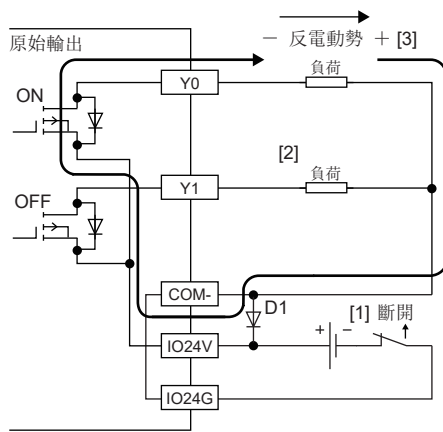 原始輸出
− 反電動勢 + [3]
Y0
負荷
ON
[2]
負荷
Y1
OFF
COM-
D1
[1] 斷開
+ −
IO24V
IO24G